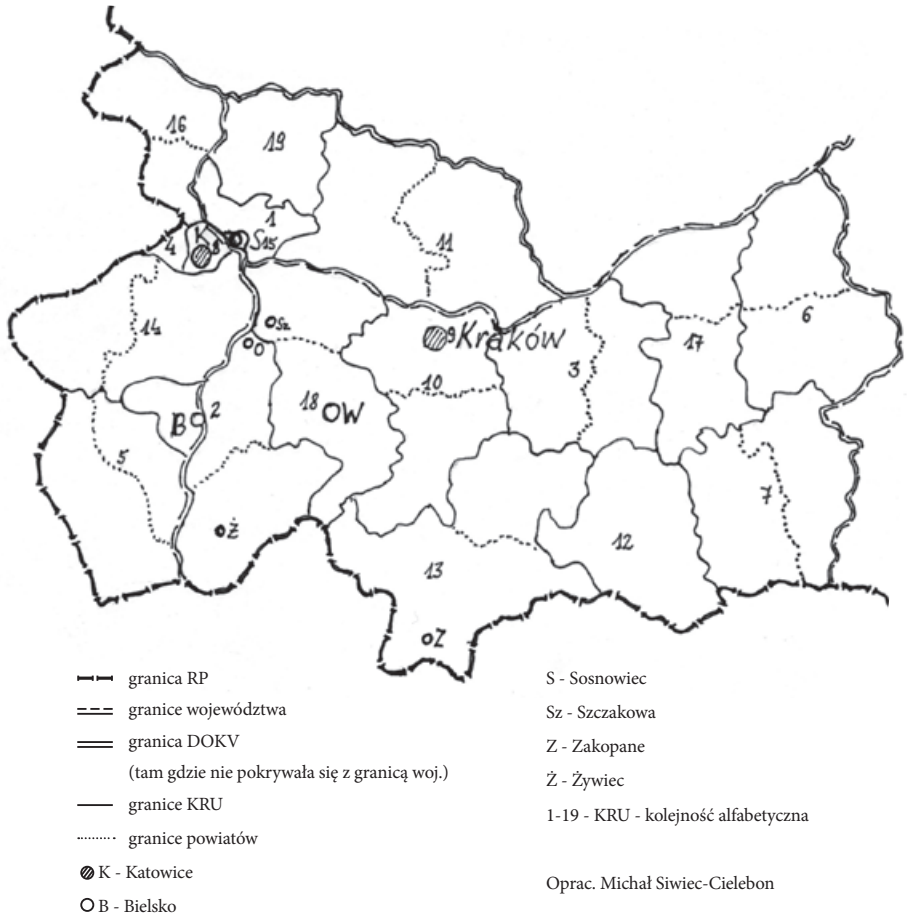 16
19
1
K
8
S15
4
11
6
Sz
9 Kraków
17
14
O
3
10
18
W
B
2
5
7
Ż
12
13
Z
granica RP
granice województwa
granica DOKV
(tam gdzie nie pokrywała się z granicą woj.)
granice KRU
granice powiatów
K - Katowice
B - Bielsko
S - Sosnowiec
Sz - Szczakowa
Z - Zakopane
Ż - Żywiec
1-19 - KRU - kolejność alfabetyczna
Oprac. Michał Siwiec-Cielebon